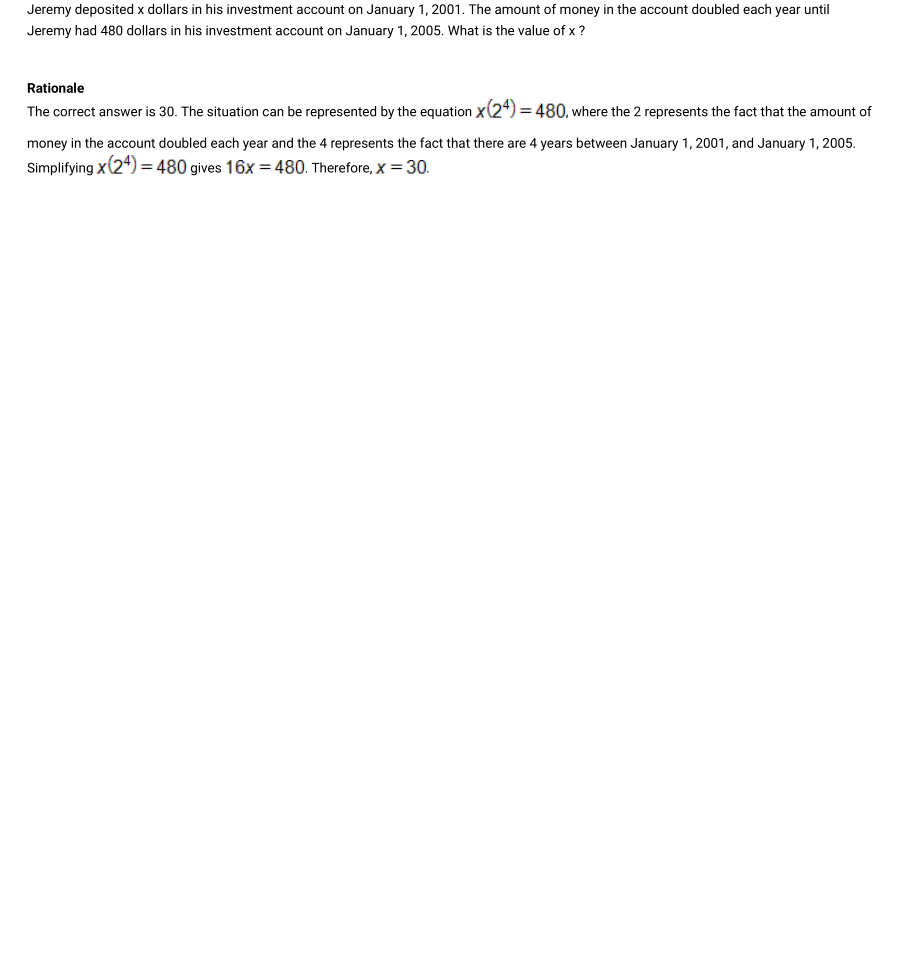 Jeremy deposited x dollars in his investment account on January 1, 2001. The amount of money in the account doubled each year until
Jeremy had 480 dollars in his investment account on January 1, 2005. What is the value of x ?
Rationale
The correct answer is 30. The situation can be represented by the equation x(2⁴) = 480, where the 2 represents the fact that the amount of
money in the account doubled each year and the 4 represents the fact that there are 4 years between January 1, 2001, and January 1, 2005.
Simplifying x(2⁴) = 480 gives 16x = 480. Therefore, x = 30.